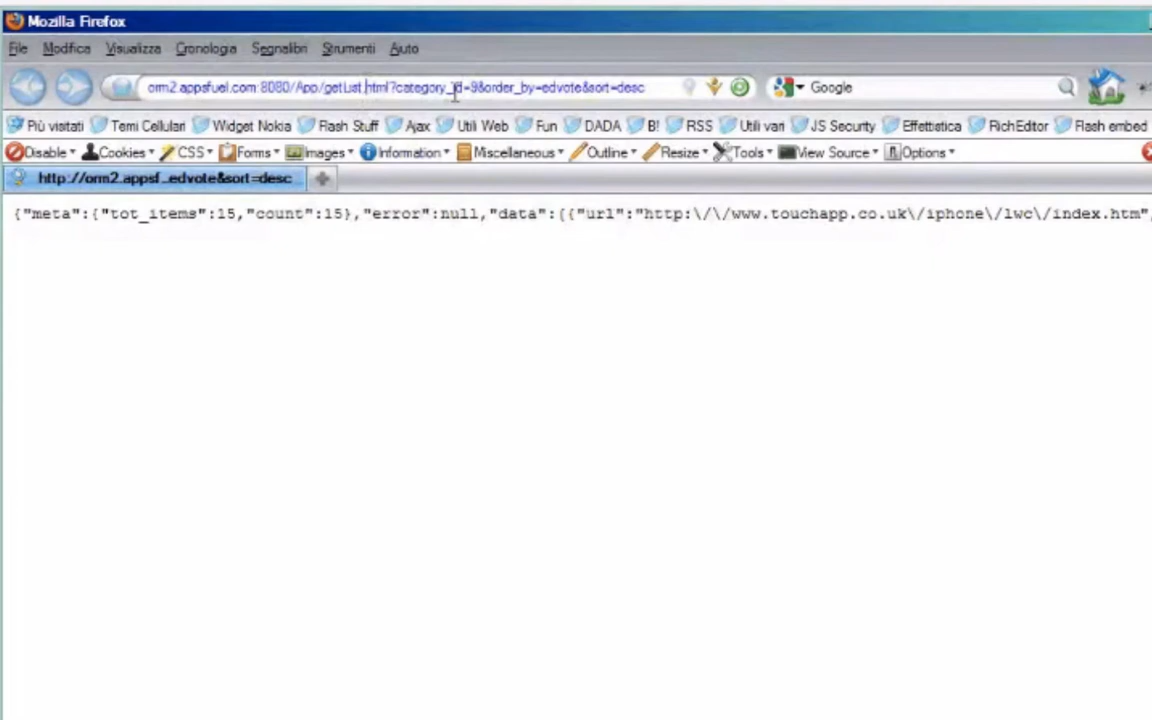 Mozilla Firefox
File Modifica Visualizza Cronologia Segnalibri Strumenti Aiuto
orm2.appsfuel.com:8080/App/getList.html?category_id=9&order_by=edvote&sort=desc Google
Più visitati Temi Cellulari Widget Nokia Flash Stuff Ajax Utili Web Fun DADA B! RSS Utili vari JS Security Effettistica RichEditor Flash embed
Disable CSS Cookies Forms Images Information Miscellaneous Outline Resize Tools View Source Options
http://orm2.appsf...edvote&sort=desc
{"meta":{"tot_items":15,"count":15},"error":null,"data":[{"url":"http:\/\/www.touchapp.co.uk\/iphone\/lwc\/index.htm",